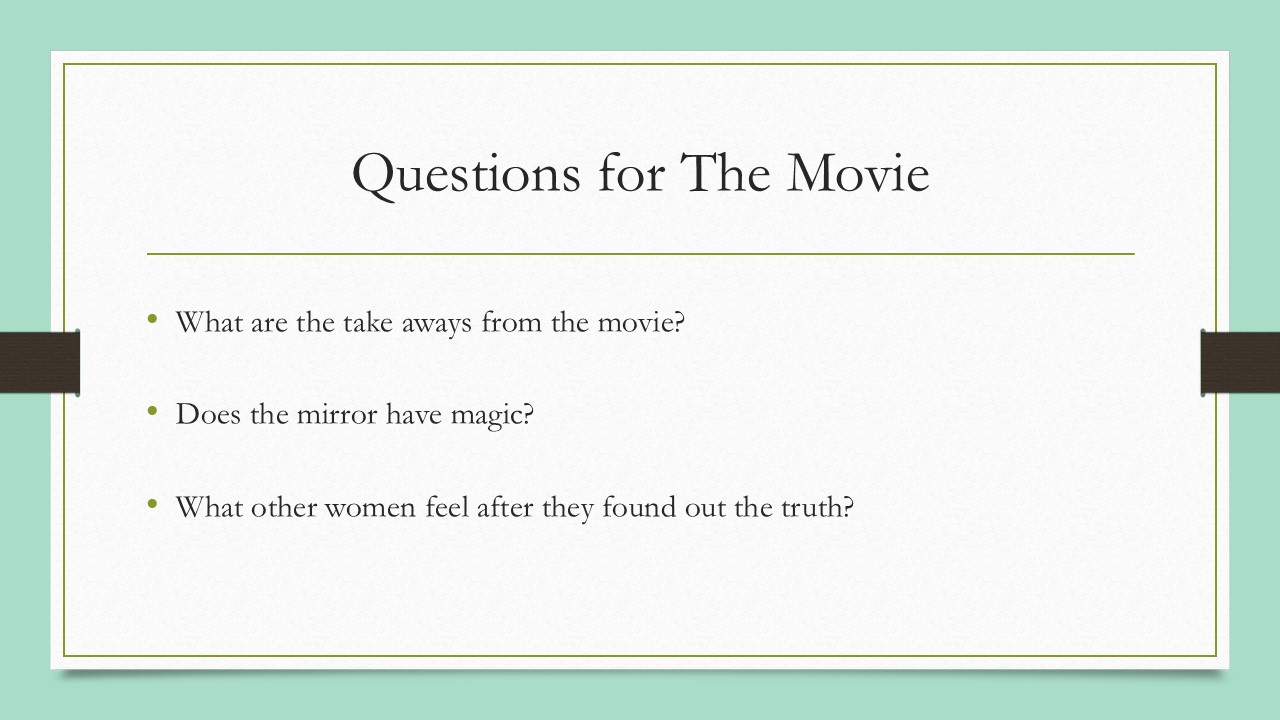 Questions for The Movie
• What are the take aways from the movie?
• Does the mirror have magic?
• What other women feel after they found out the truth?